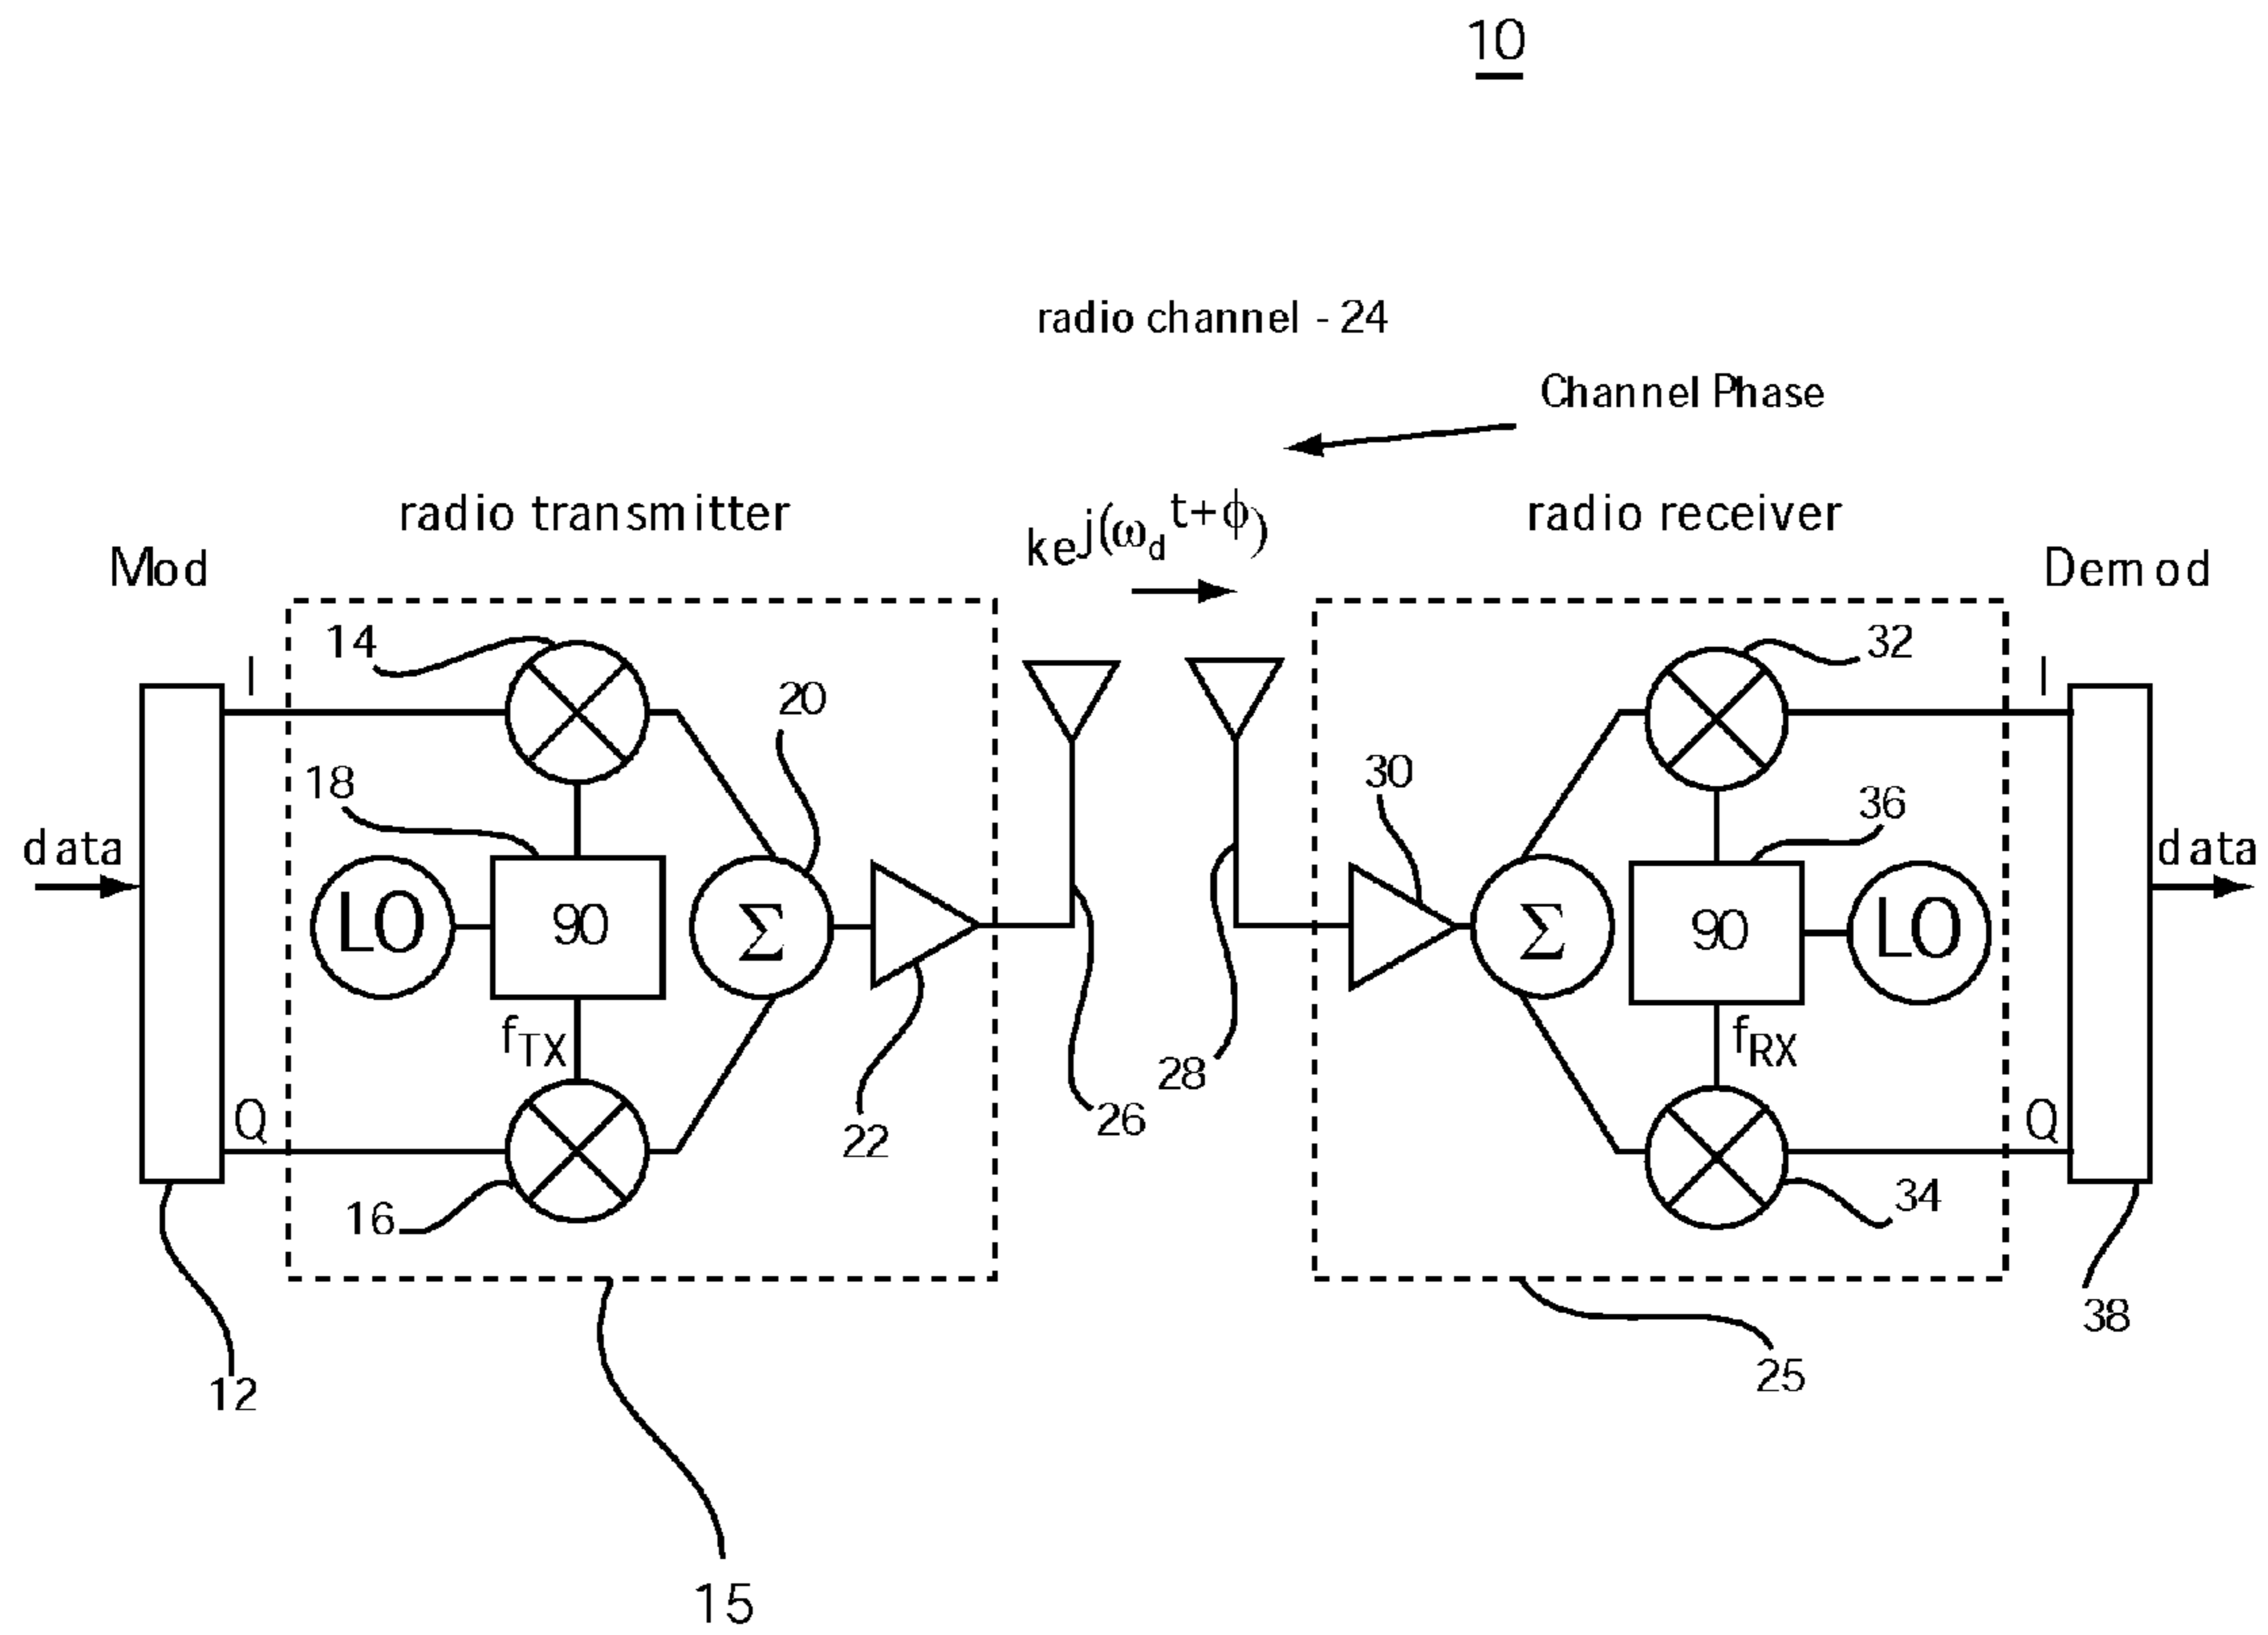 10
radio channel - 24
Channel Phase
radio transmitter
ke^j(ω_d t+ϕ)
radio receiver
Mod
Demod
14
32
I
I
20
18
30
36
data
data
LO
90
Σ
Σ
90
LO
f_TX
f_RX
28
Q
26
Q
22
16
34
38
12
25
15